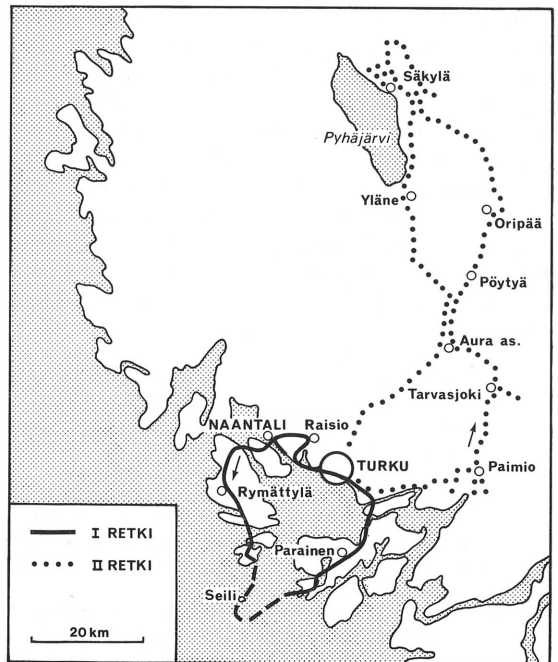 Säkylä
Pyhäjärvi
Yläne
Oripää
Pöytyä
Aura as.
Tarvasjoki
NAANTALI
Raisio
TURKU
Paimio
Rymättylä
Parainen
Seili
I RETKI
II RETKI
20 km